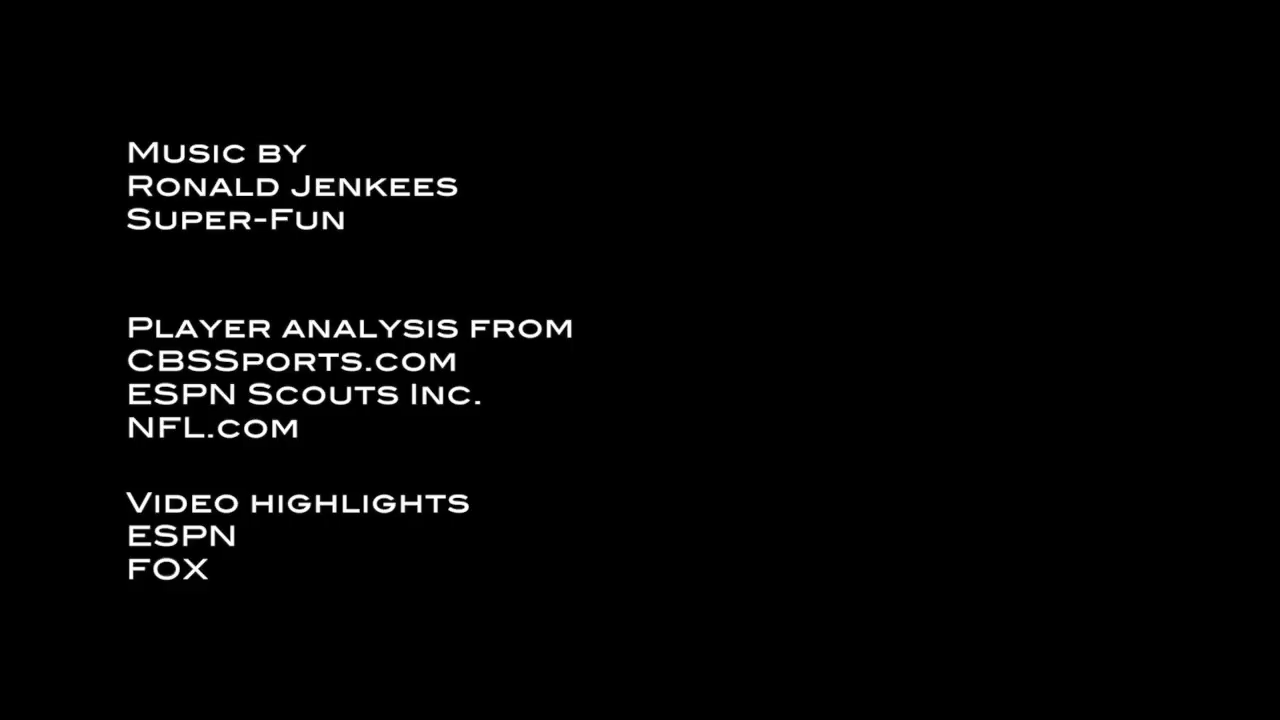 Music by
Ronald Jenkees
Super-Fun
Player analysis from
CBSSports.com
ESPN Scouts Inc.
NFL.com
Video highlights
ESPN
FOX